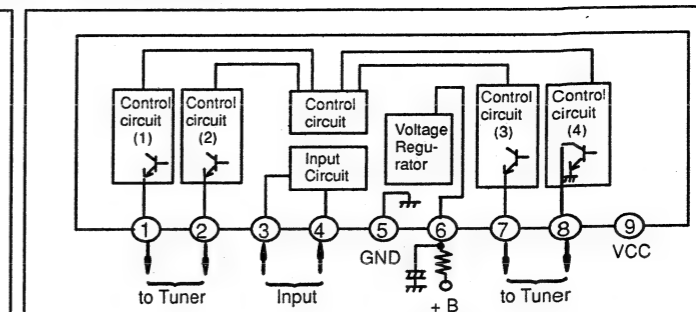 Control
circuit
(1)
Control
circuit
(2)
Control
circuit
Input
Circuit
Voltage
Regu-
rator
Control
circuit
(3)
Control
circuit
(4)
1
2
3
4
5
6
7
8
9
GND
VCC
to Tuner
Input
+ B
to Tuner